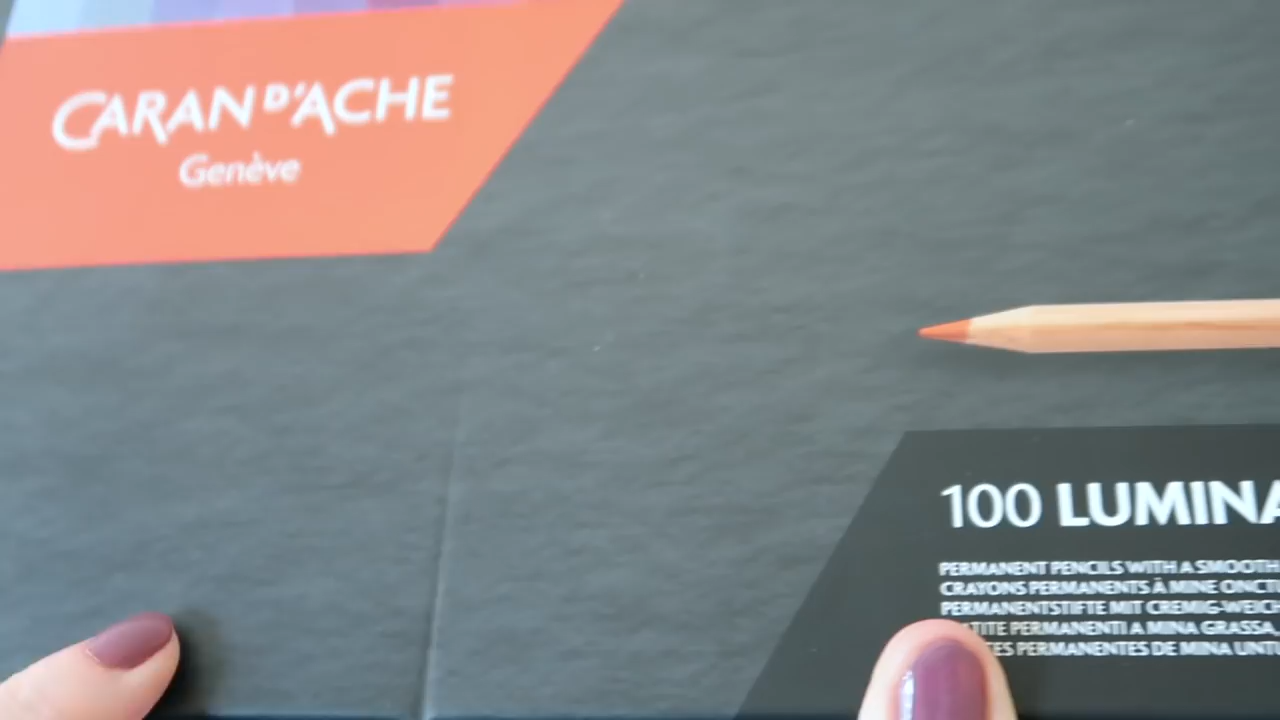 CARAN D'ACHE
Genève
100 LUMINA
PERMANENT PENCILS WITH A SMOOTH
CRAYONS PERMANENTS À MINE ONCT
PERMANENTSTIFTE MIT CREMIG-WEICH
PERMANENTI A MINA GRASSA,
PERMANENTES DE MINA UNTU